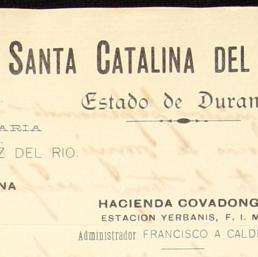 SANTA CATALINA DEL
Estado de Duran
ARIA
Z DEL RIO.
NA
HACIENDA COVADONG
ESTACION YERBANIS, F. I. M
Administrador FRANCISCO A CALD